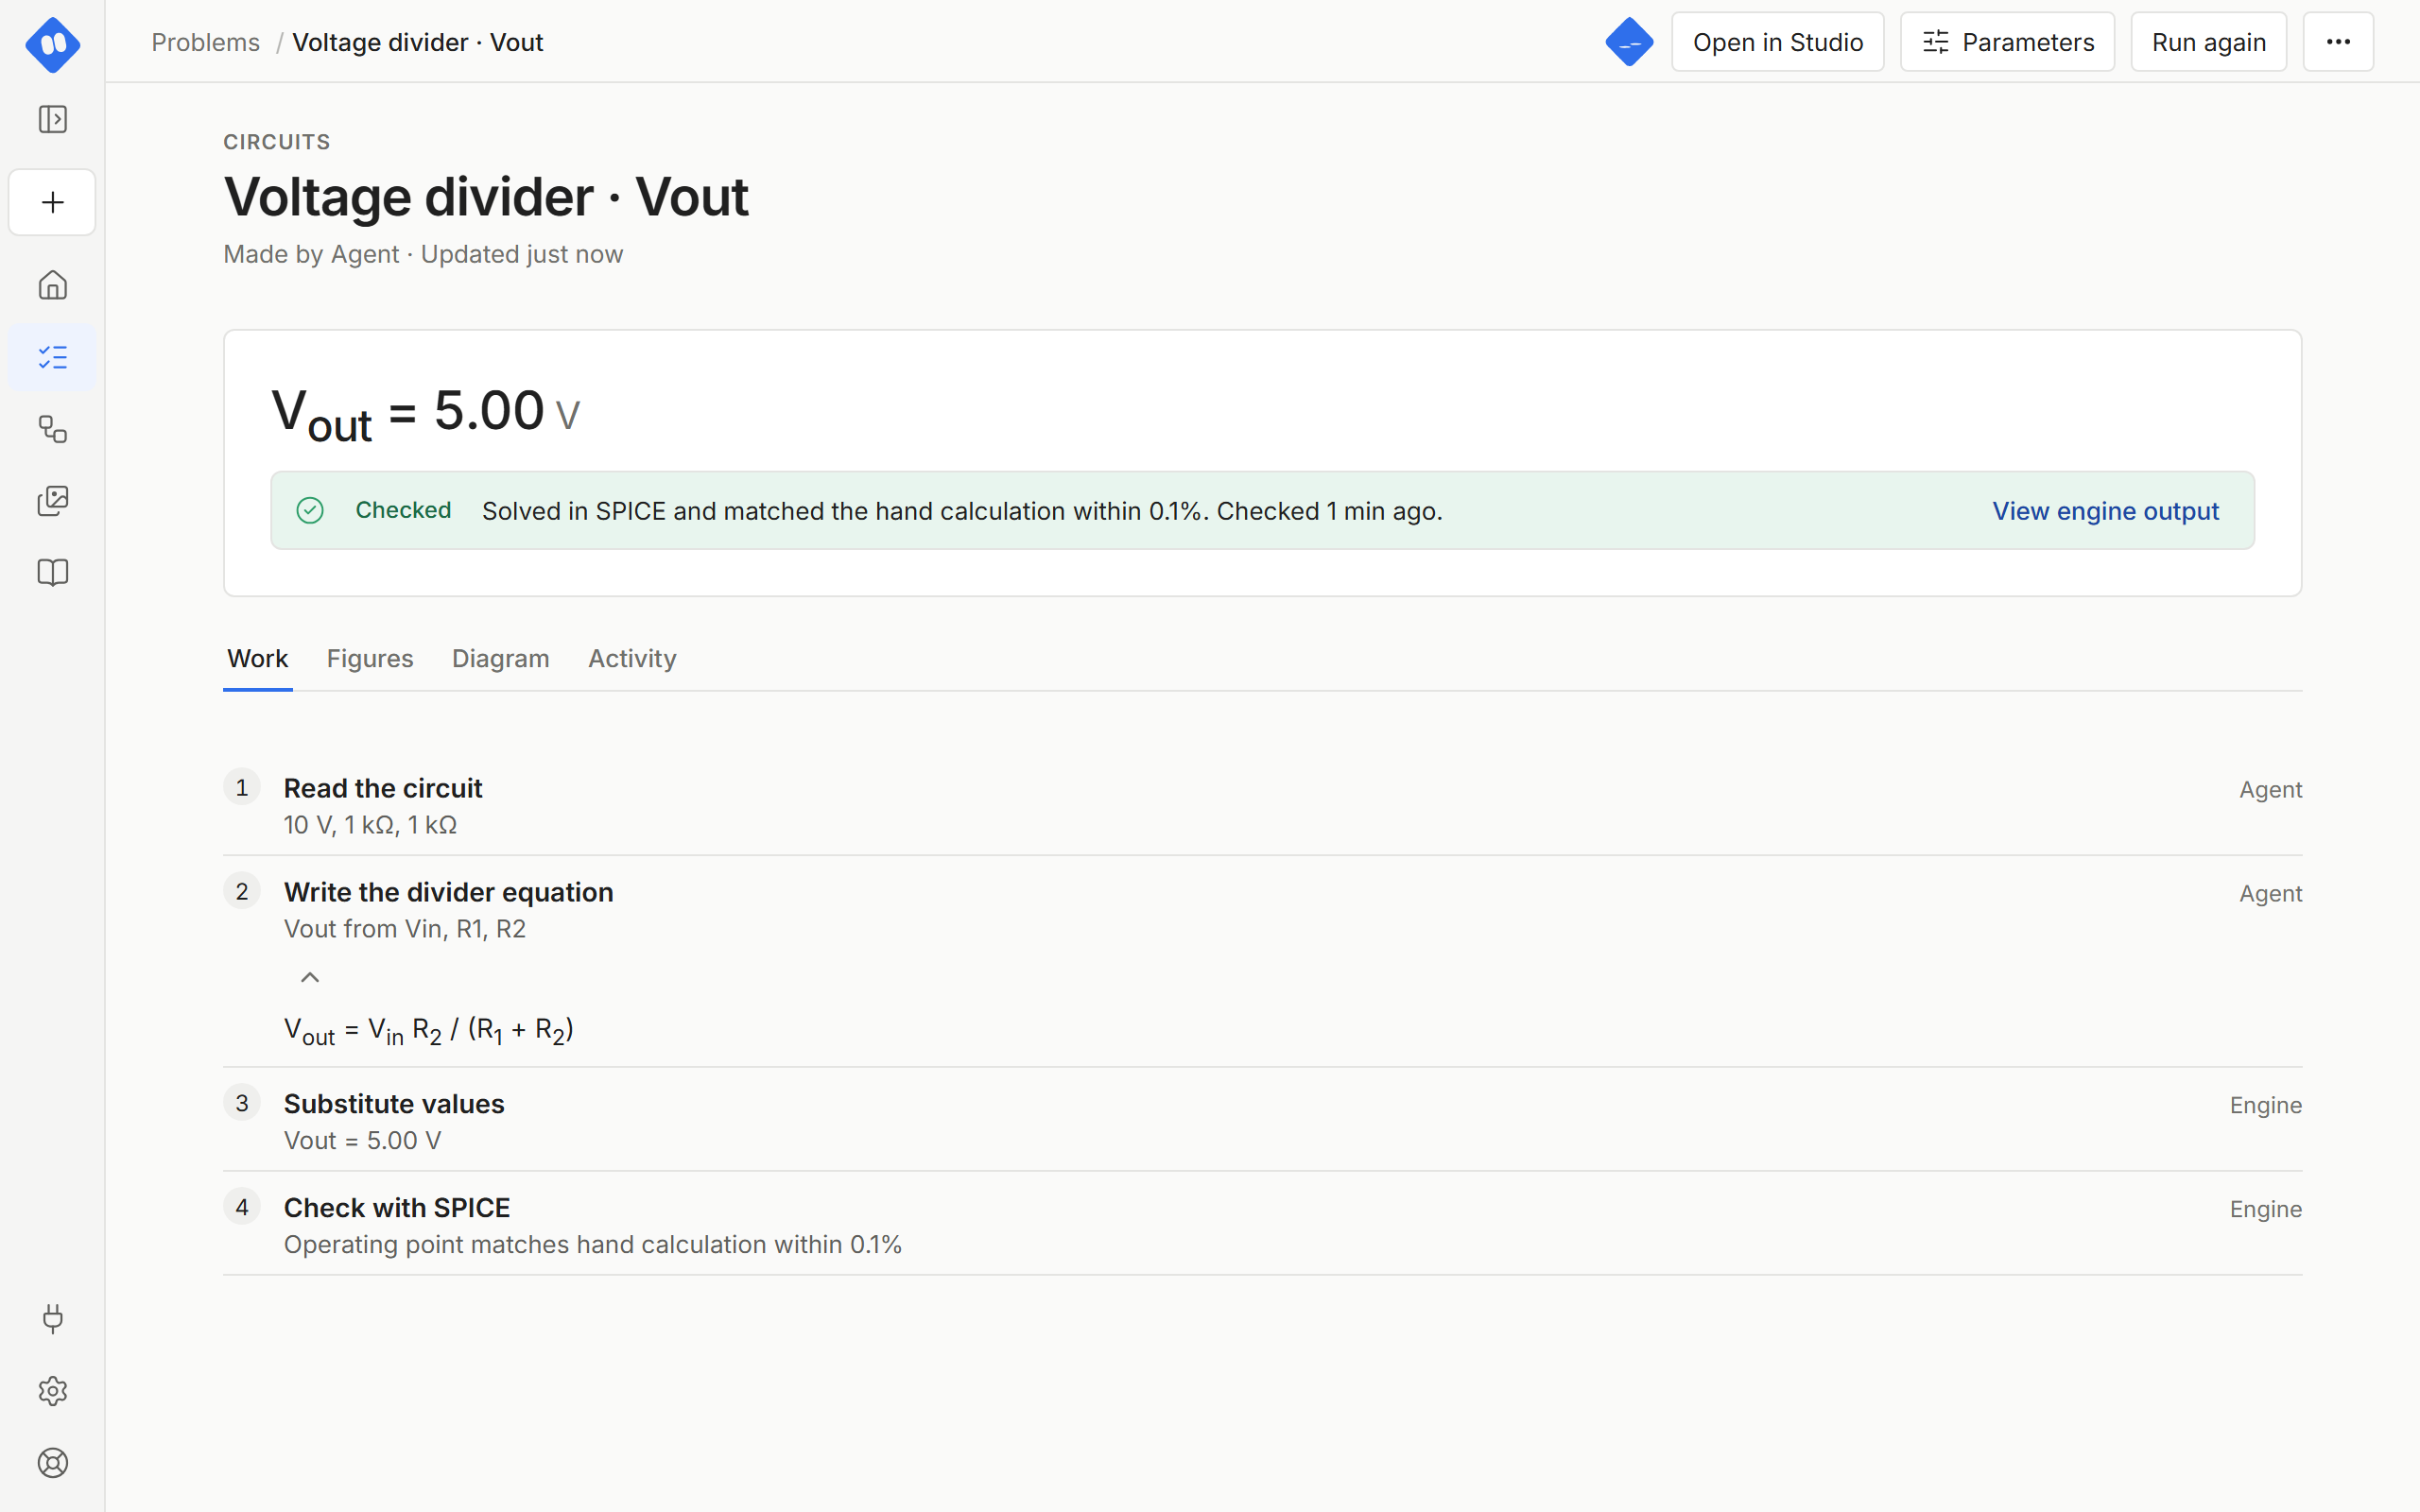 Problems / Voltage divider · Vout
Open in Studio
Parameters
Run again
CIRCUITS
Voltage divider · Vout
Made by Agent · Updated just now
Vout = 5.00 V
Checked Solved in SPICE and matched the hand calculation within 0.1%. Checked 1 min ago. View engine output
Work Figures Diagram Activity
1 Read the circuit Agent
10 V, 1 kΩ, 1 kΩ
2 Write the divider equation Agent
Vout from Vin, R1, R2
Vout = Vin R2 / (R1 + R2)
3 Substitute values Engine
Vout = 5.00 V
4 Check with SPICE Engine
Operating point matches hand calculation within 0.1%